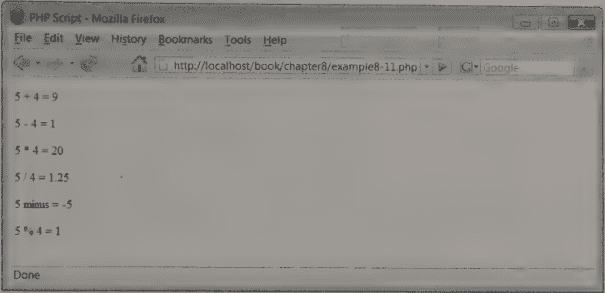 PHP Script - Mozilla Firefox
File Edit View History Bookmarks Tools Help
http://localhost/book/chapter8/example8-11.php G Google
5 + 4 = 9
5 - 4 = 1
5 * 4 = 20
5 / 4 = 1.25
5 minus = -5
5 % 4 = 1
Done